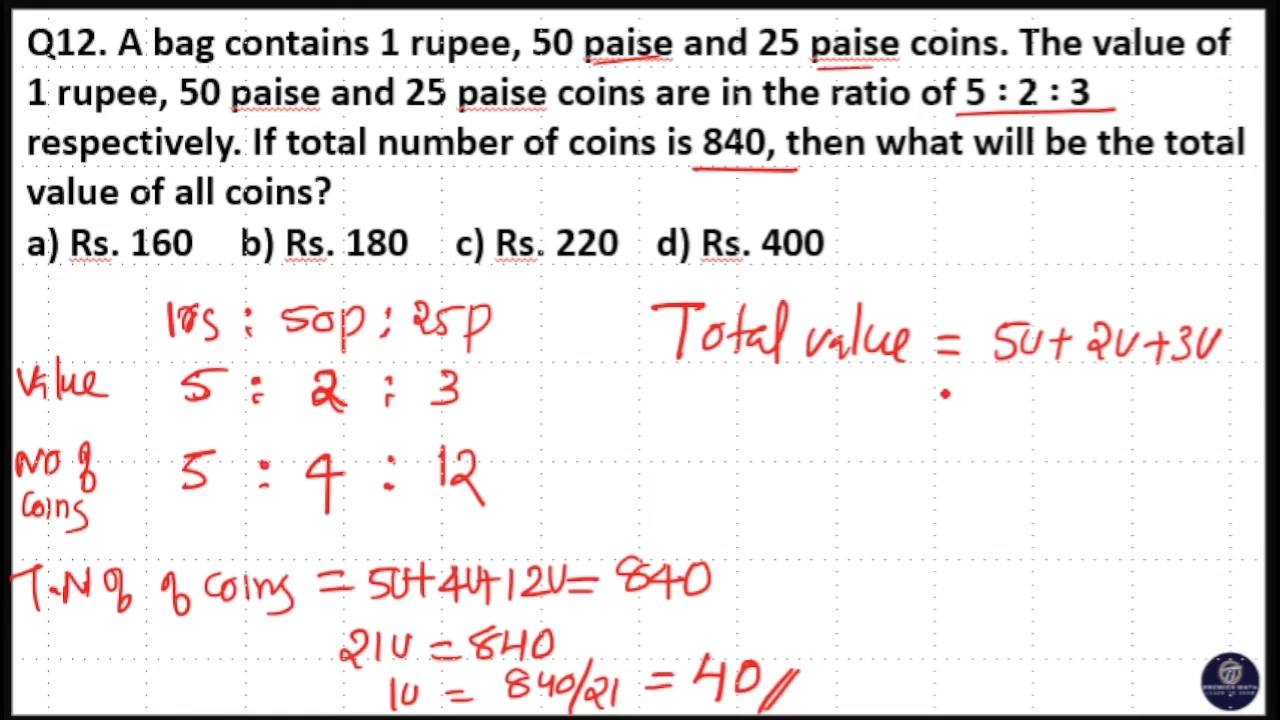 Q12. A bag contains 1 rupee, 50 paise and 25 paise coins. The value of
1 rupee, 50 paise and 25 paise coins are in the ratio of 5 : 2 : 3
respectively. If total number of coins is 840, then what will be the total
value of all coins?
a) Rs. 160 b) Rs. 180 c) Rs. 220 d) Rs. 400
1rs : 50p : 25p
Value 5 : 2 : 3
No of coins 5 : 4 : 12
T. No of coins = 5U+4U+12U = 840
21U = 840
1U = 840/21 = 40//
Total value = 5U+2U+3U
=
PREMIER MATH